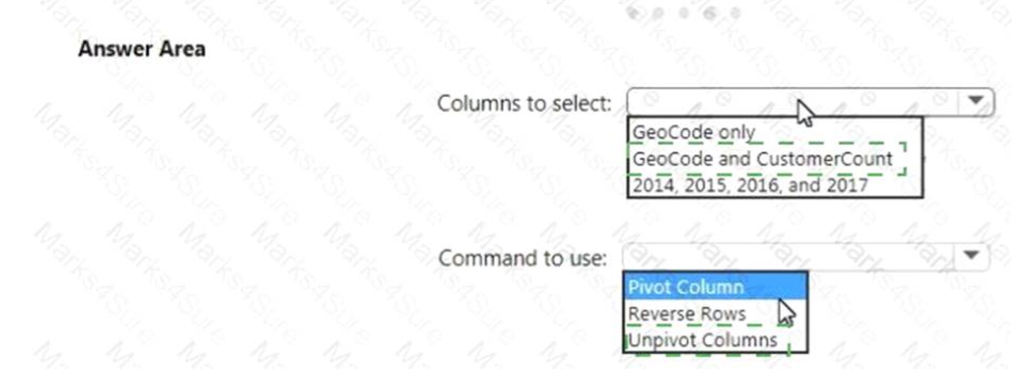 Answer Area
Columns to select:
GeoCode only
GeoCode and CustomerCount
2014, 2015, 2016, and 2017
Command to use:
Pivot Column
Reverse Rows
Unpivot Columns
Marks4Sure